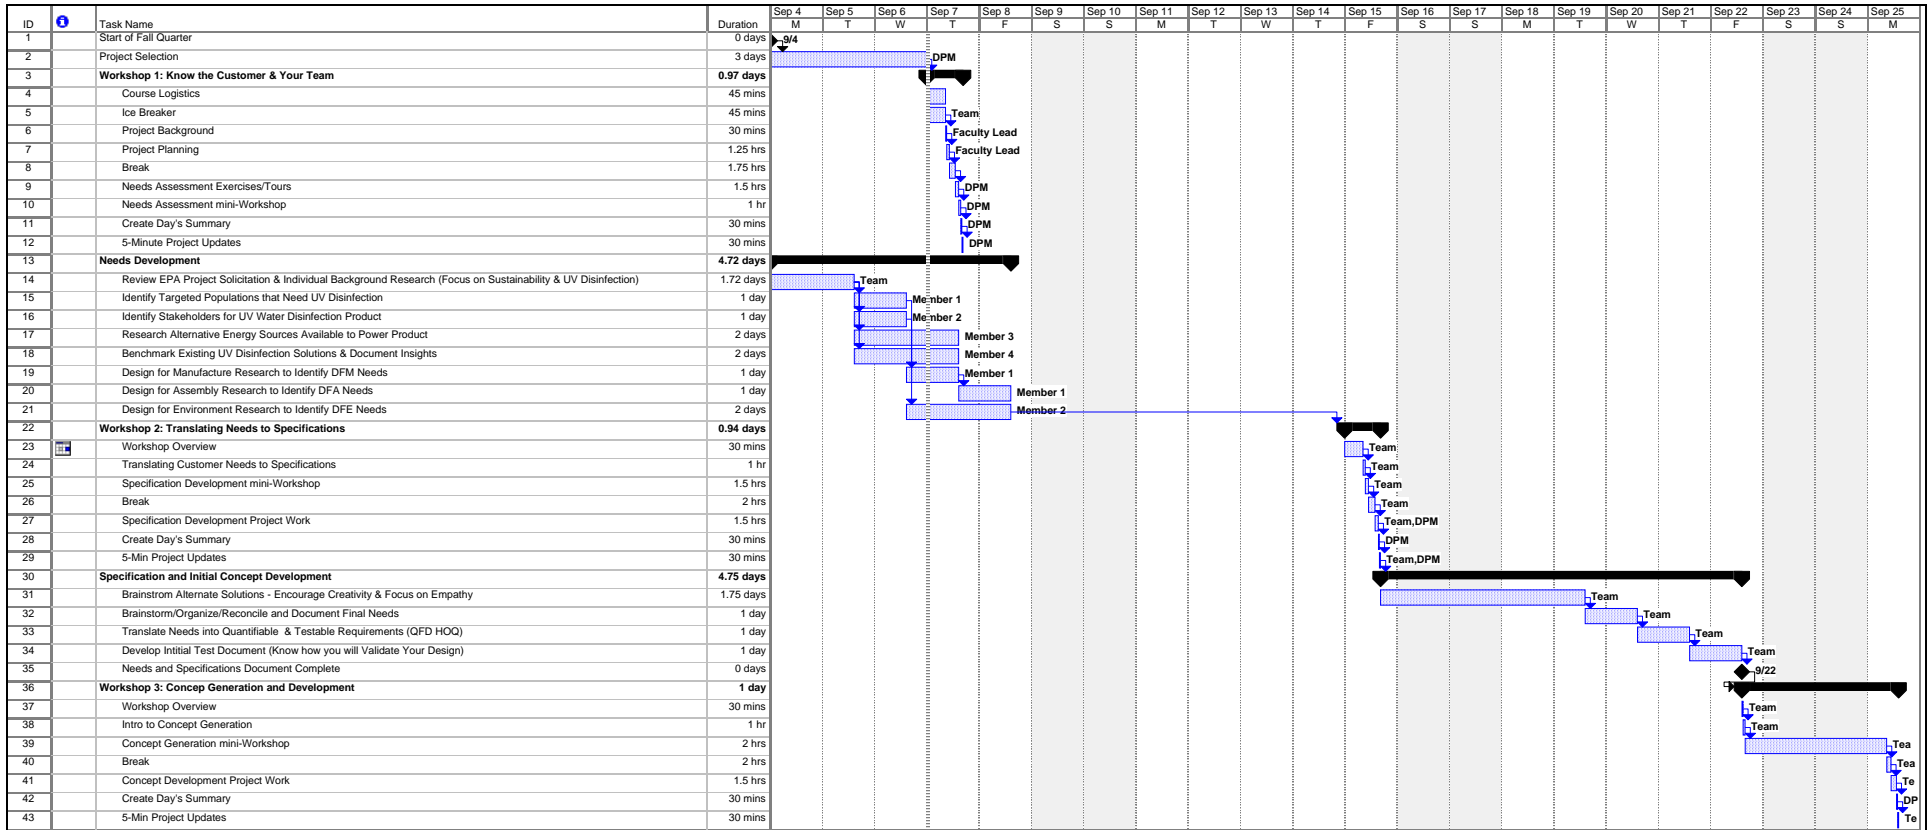 Sep 4 Sep 5 Sep 6 Sep 7 Sep 8 Sep 9 Sep 10 Sep 11 Sep 12 Sep 13 Sep 14 Sep 15 Sep 16 Sep 17 Sep 18 Sep 19 Sep 20 Sep 21 Sep 22 Sep 23 Sep 24 Sep 25
ID i Task Name Duration M T W T F S S M T W T F S S M T W T F S S M
1 Start of Fall Quarter 0 days 9/4
2 Project Selection 3 days DPM
3 Workshop 1: Know the Customer & Your Team 0.97 days
4 Course Logistics 45 mins
5 Ice Breaker 45 mins Team
6 Project Background 30 mins Faculty Lead
7 Project Planning 1.25 hrs Faculty Lead
8 Break 1.75 hrs
9 Needs Assessment Exercises/Tours 1.5 hrs DPM
10 Needs Assessment mini-Workshop 1 hr DPM
11 Create Day's Summary 30 mins DPM
12 5-Minute Project Updates 30 mins DPM
13 Needs Development 4.72 days
14 Review EPA Project Solicitation & Individual Background Research (Focus on Sustainability & UV Disinfection) 1.72 days Team
15 Identify Targeted Populations that Need UV Disinfection 1 day Member 1
16 Identify Stakeholders for UV Water Disinfection Product 1 day Member 2
17 Research Alternative Energy Sources Available to Power Product 2 days Member 3
18 Benchmark Existing UV Disinfection Solutions & Document Insights 2 days Member 4
19 Design for Manufacture Research to Identify DFM Needs 1 day Member 1
20 Design for Assembly Research to Identify DFA Needs 1 day Member 1
21 Design for Environment Research to Identify DFE Needs 2 days Member 2
22 Workshop 2: Translating Needs to Specifications 0.94 days
23 Workshop Overview 30 mins Team
24 Translating Customer Needs to Specifications 1 hr Team
25 Specification Development mini-Workshop 1.5 hrs Team
26 Break 2 hrs Team
27 Specification Development Project Work 1.5 hrs Team,DPM
28 Create Day's Summary 30 mins DPM
29 5-Min Project Updates 30 mins Team,DPM
30 Specification and Initial Concept Development 4.75 days
31 Brainstrom Alternate Solutions - Encourage Creativity & Focus on Empathy 1.75 days Team
32 Brainstorm/Organize/Reconcile and Document Final Needs 1 day Team
33 Translate Needs into Quantifiable & Testable Requirements (QFD HOQ) 1 day Team
34 Develop Intitial Test Document (Know how you will Validate Your Design) 1 day Team
35 Needs and Specifications Document Complete 0 days 9/22
36 Workshop 3: Concep Generation and Development 1 day
37 Workshop Overview 30 mins Team
38 Intro to Concept Generation 1 hr Team
39 Concept Generation mini-Workshop 2 hrs Tea
40 Break 2 hrs Tea
41 Concept Development Project Work 1.5 hrs Te
42 Create Day's Summary 30 mins DP
43 5-Min Project Updates 30 mins Te